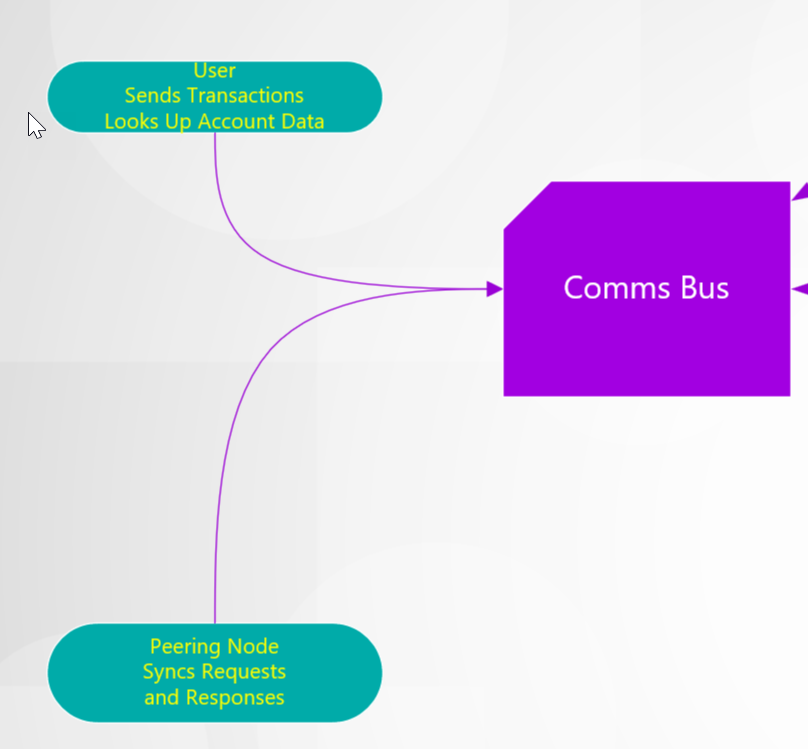 User
Sends Transactions
Looks Up Account Data
Comms Bus
Peering Node
Syncs Requests
and Responses